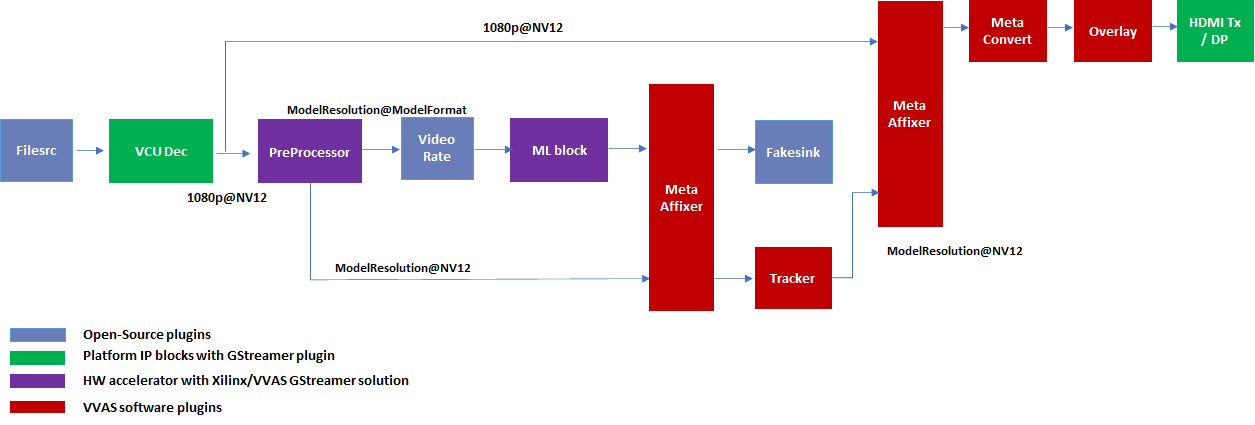 1080p@NV12
Meta
Affixer
Meta
Convert
Overlay
HDMI Tx
/ DP
ModelResolution@ModelFormat
Filesrc
VCU Dec
PreProcessor
Video
Rate
ML block
Meta
Affixer
Fakesink
1080p@NV12
ModelResolution@NV12
Tracker
ModelResolution@NV12
Open-Source plugins
Platform IP blocks with GStreamer plugin
HW accelerator with Xilinx/VVAS GStreamer solution
VVAS software plugins